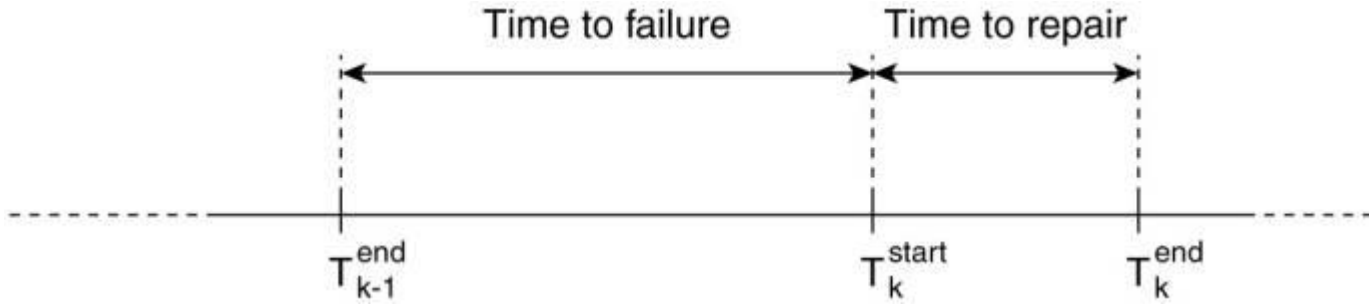 Time to failure Time to repair
T_{k-1}^{end} T_k^{start} T_k^{end}